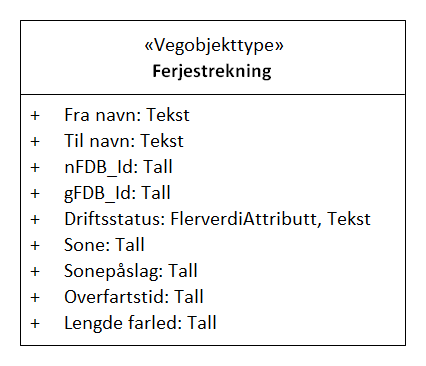 «Vegobjekttype»
Ferjestrekning
+ Fra navn: Tekst
+ Til navn: Tekst
+ nFDB_Id: Tall
+ gFDB_Id: Tall
+ Driftsstatus: FlerverdiAttributt, Tekst
+ Sone: Tall
+ Sonepåslag: Tall
+ Overfartstid: Tall
+ Lengde farled: Tall